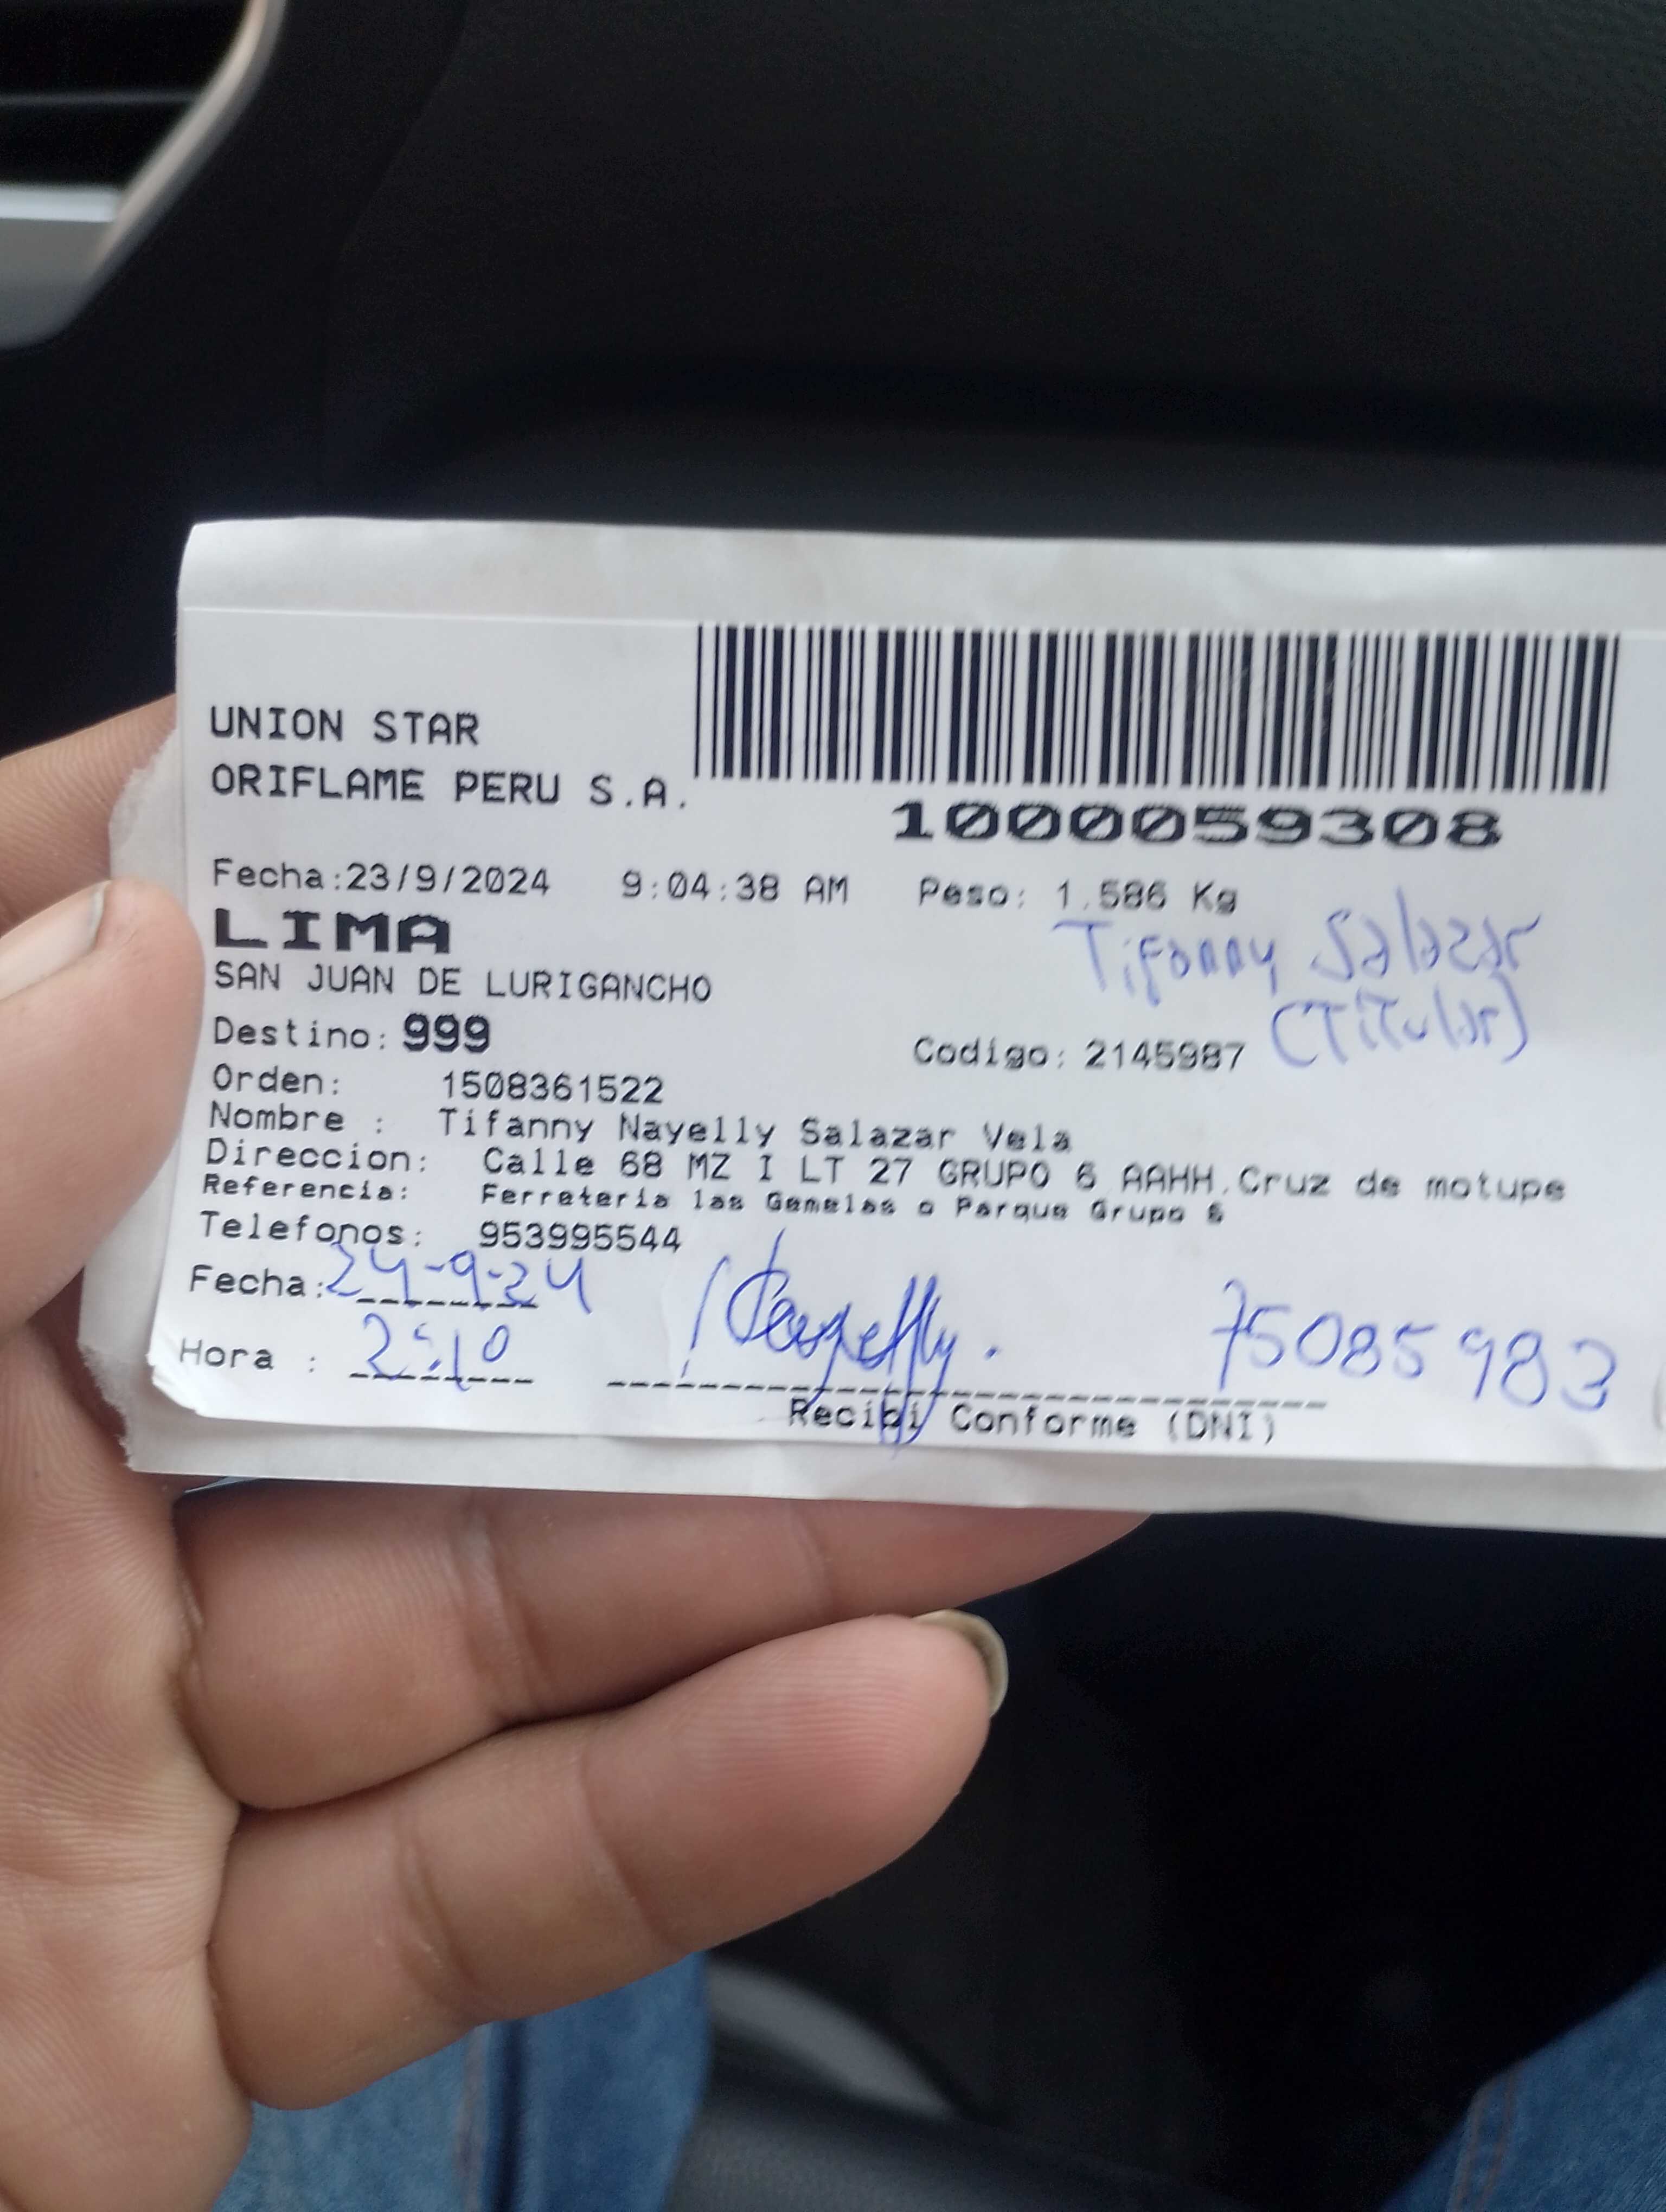 UNION STAR
ORIFLAME PERU S.A.
1000059308
Fecha:23/9/2024 9:04:38 AM Peso: 1.586 Kg
LIMA
Tifanny Salazar
SAN JUAN DE LURIGANCHO
(Titular)
Destino: 999 Codigo: 2145987
Orden: 1508361522
Nombre : Tifanny Nayelly Salazar Vela
Direccion: Calle 68 MZ I LT 27 GRUPO 6 AAHH.Cruz de motupe
Referencia: Ferreteria las Gemelas o Parque Grupo 6
Telefonos: 953995544
Fecha: 24-9-24
Hora : 2:10 Nayelly. 75085983
Recibi Conforme (DNI)